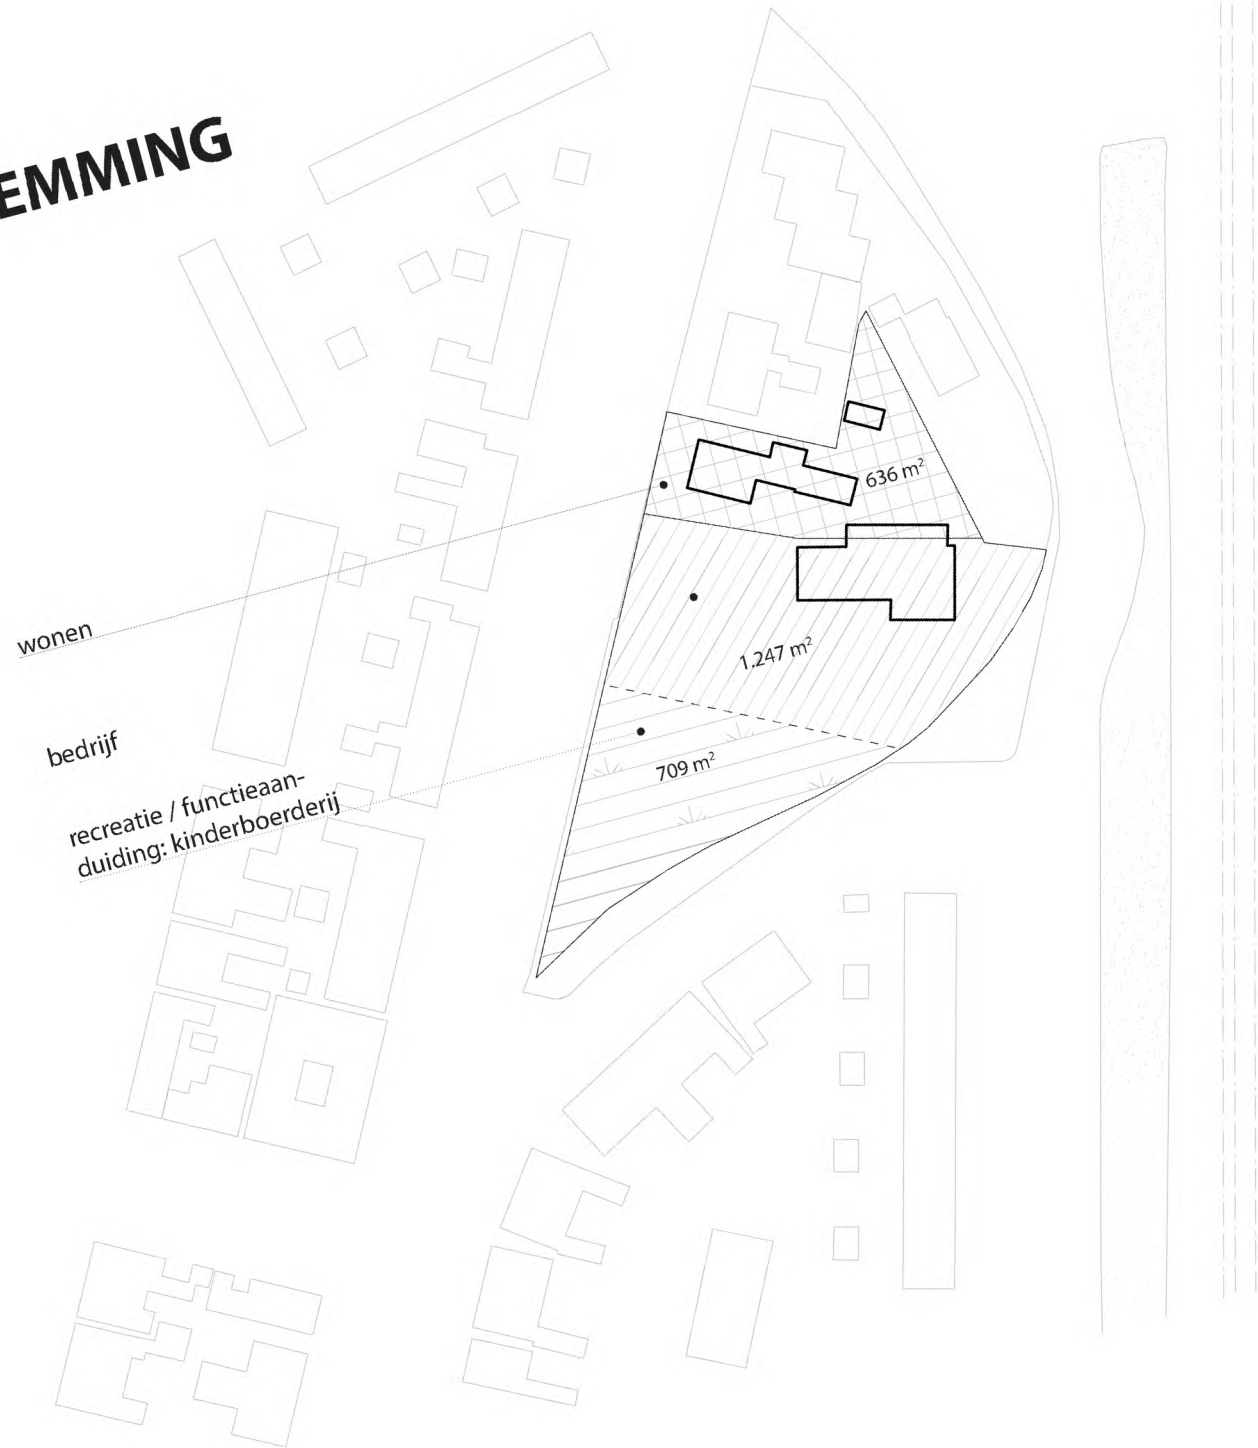 EMMING
636 m²
wonen
1.247 m²
bedrijf
709 m²
recreatie / functieaan-
duiding: kinderboerderij